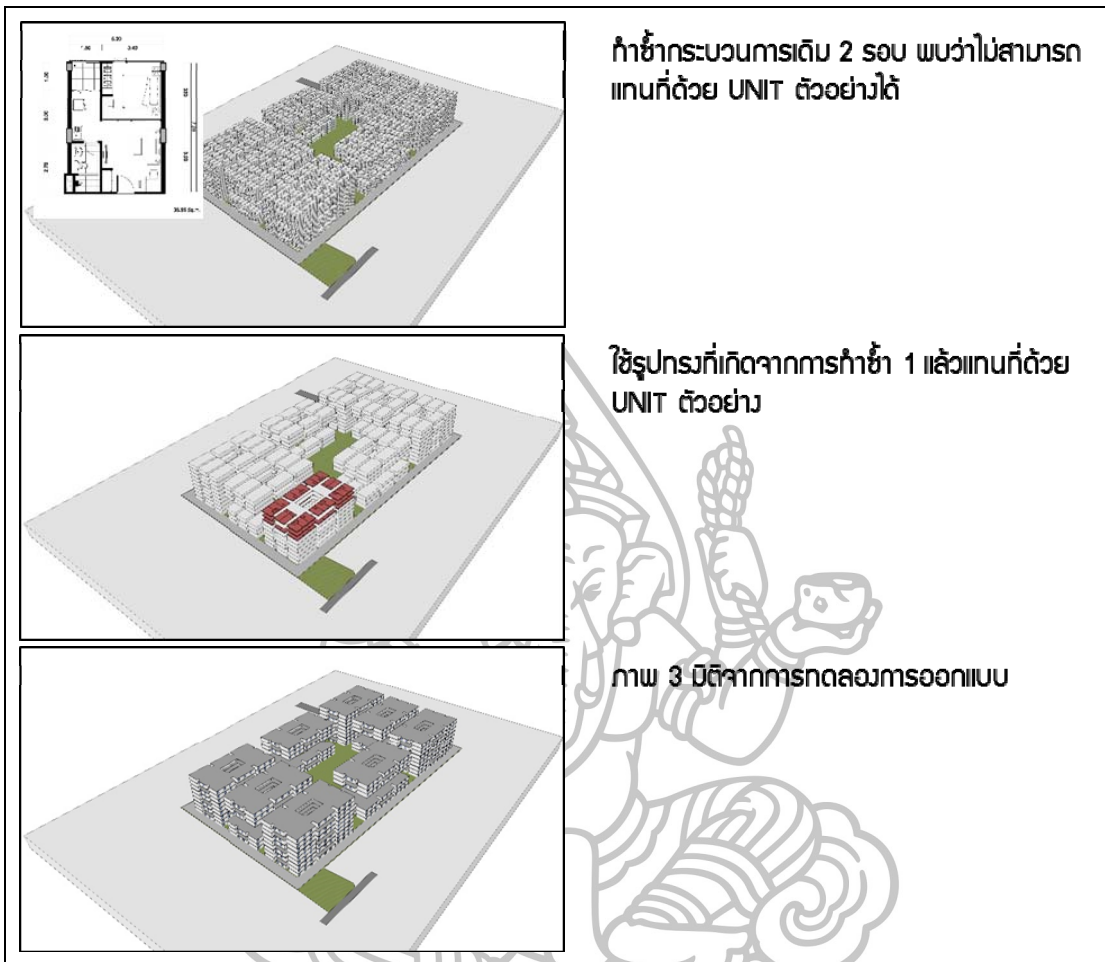 ทำซ้ำกระบวนการเดิม 2 รอบ พบว่าไม่สามารถ
แทนที่ด้วย UNIT ตัวอย่างได้
ใช้รูปทรงที่เกิดจากการทำซ้ำ 1 แล้วแทนที่ด้วย
UNIT ตัวอย่าง
ภาพ 3 มิติจากการทดลองการออกแบบ